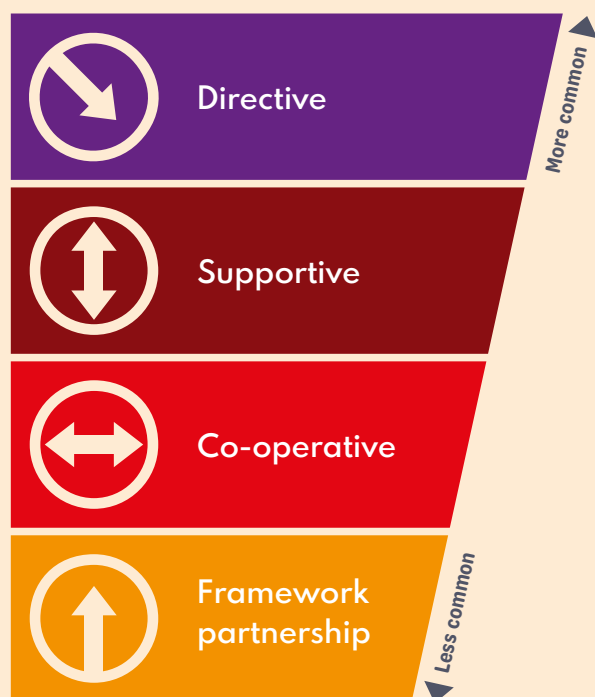 Directive
More common
Supportive
Co-operative
Framework
partnership
Less common